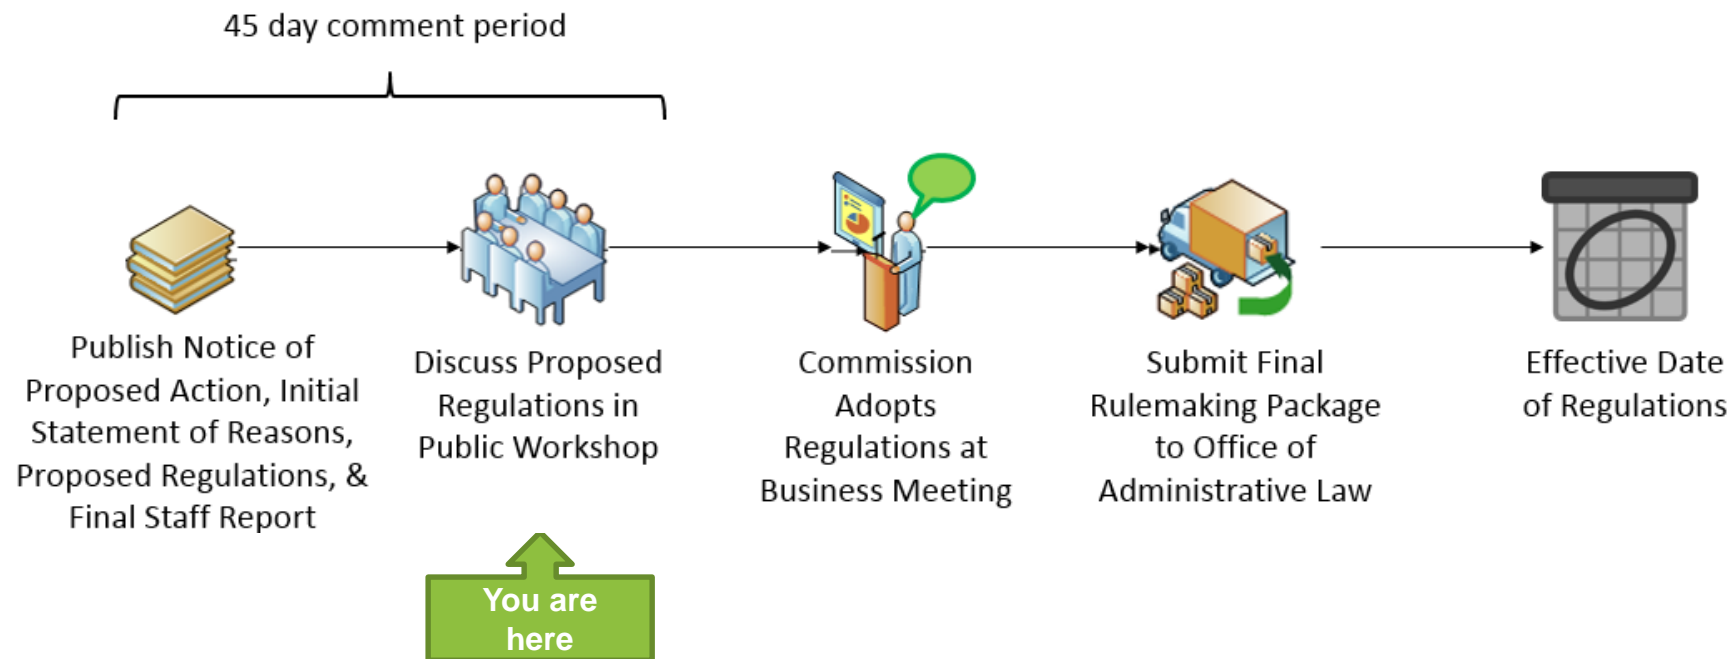 45 day comment period
Publish Notice of
Proposed Action, Initial
Statement of Reasons,
Proposed Regulations, &
Final Staff Report
Discuss Proposed
Regulations in
Public Workshop
Commission
Adopts
Regulations at
Business Meeting
Submit Final
Rulemaking Package
to Office of
Administrative Law
Effective Date
of Regulations
You are
here